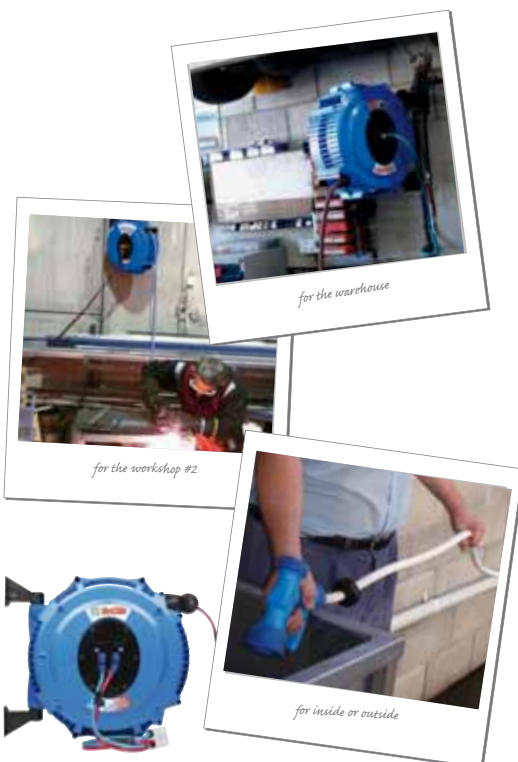 for the warehouse
for the workshop #2
for inside or outside